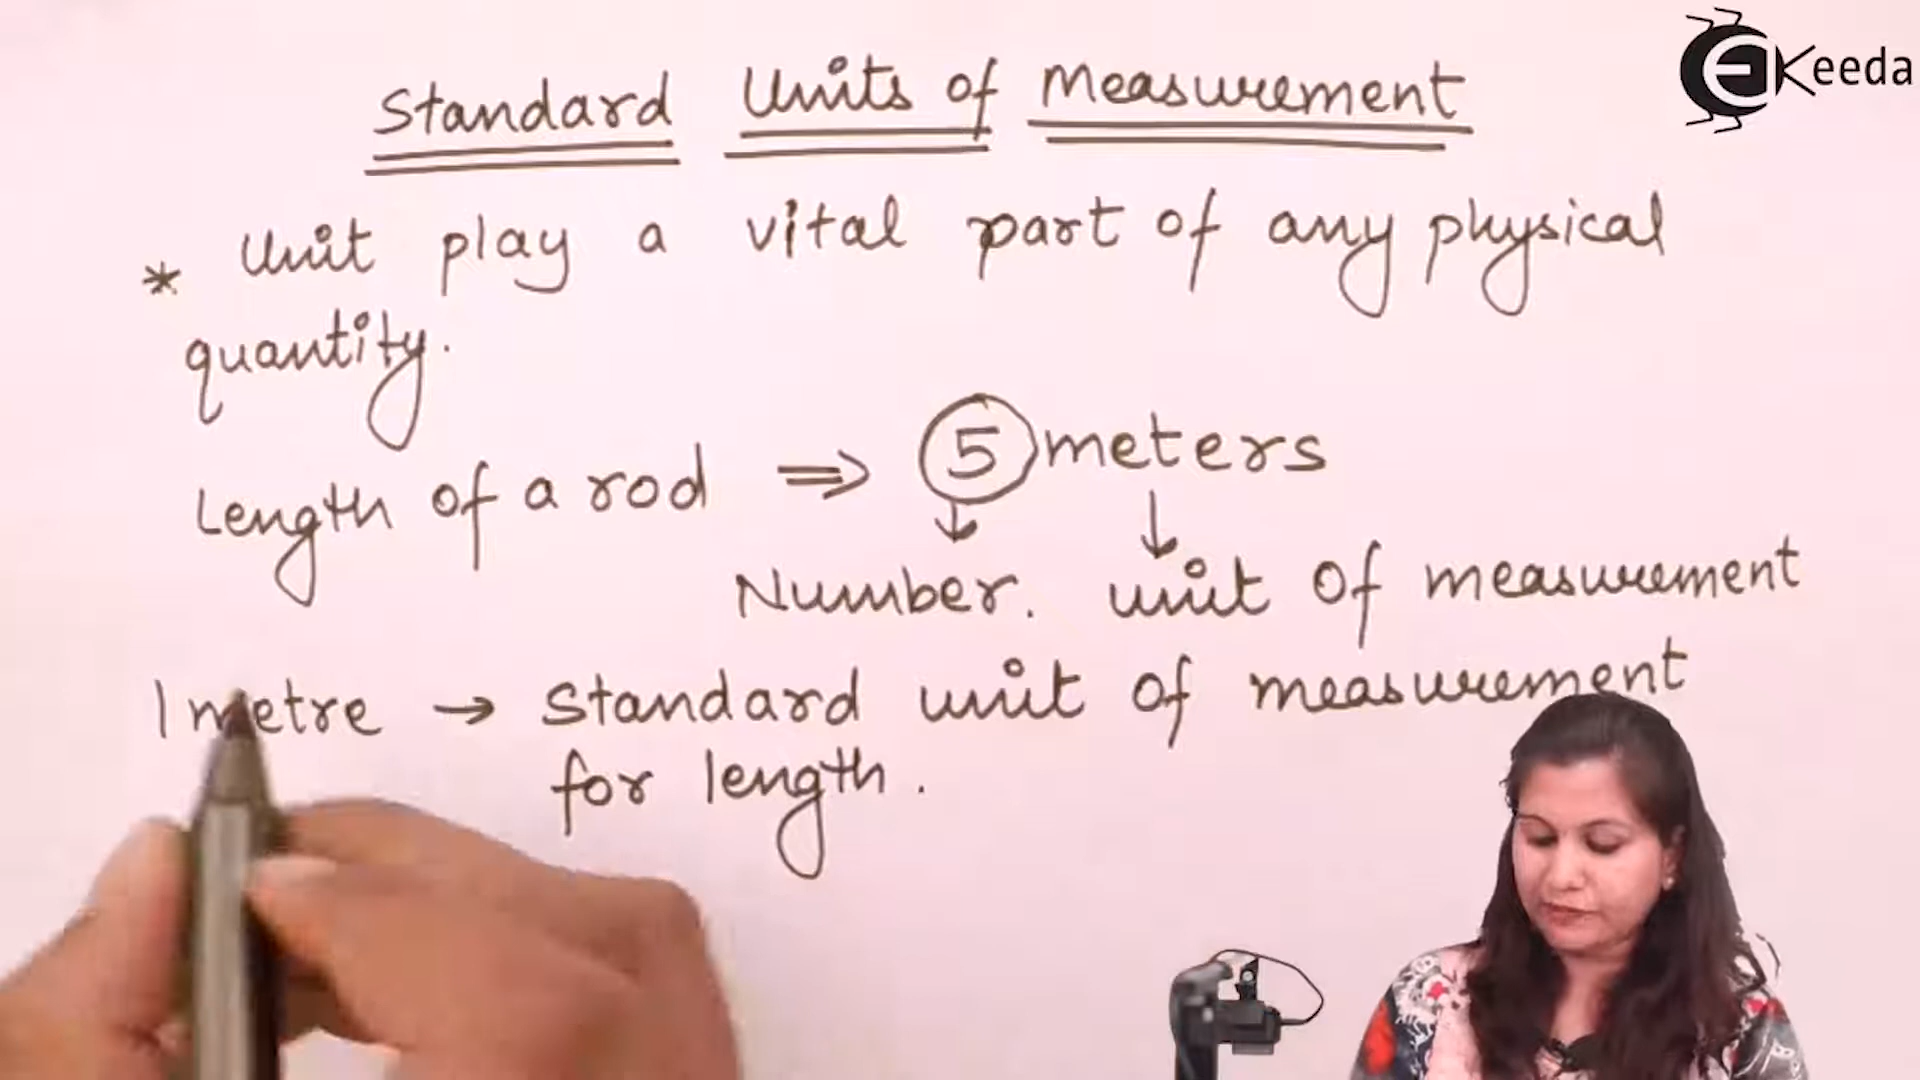 EKeeda
Standard Units of Measurement
* Unit play a vital part of any physical
quantity.
Length of a rod ⇒ 5 meters
↓ ↓
Number. unit of measurement
1 metre → Standard unit of measurement
for length.